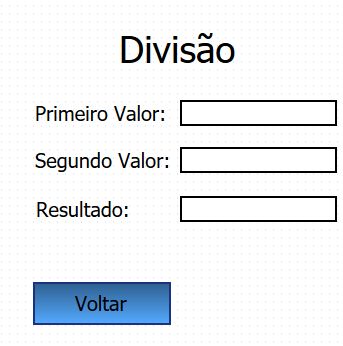 Divisão
Primeiro Valor:
Segundo Valor:
Resultado:
Voltar